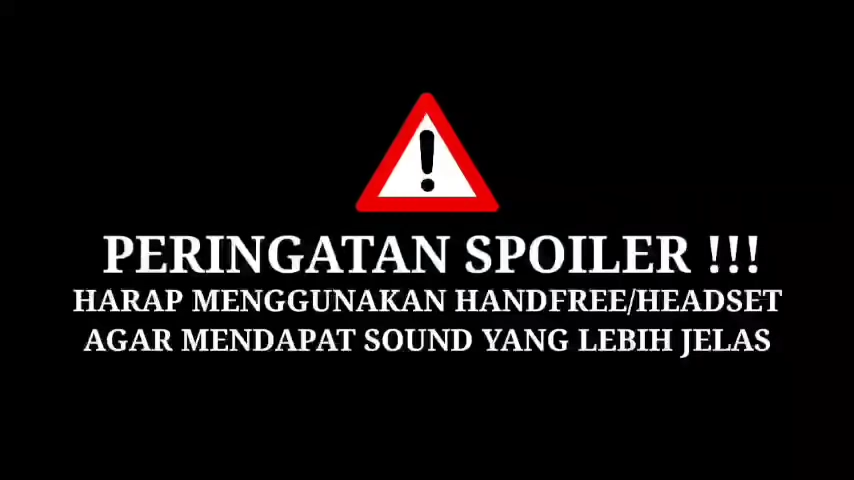 PERINGATAN SPOILER !!!
HARAP MENGGUNAKAN HANDFREE/HEADSET
AGAR MENDAPAT SOUND YANG LEBIH JELAS